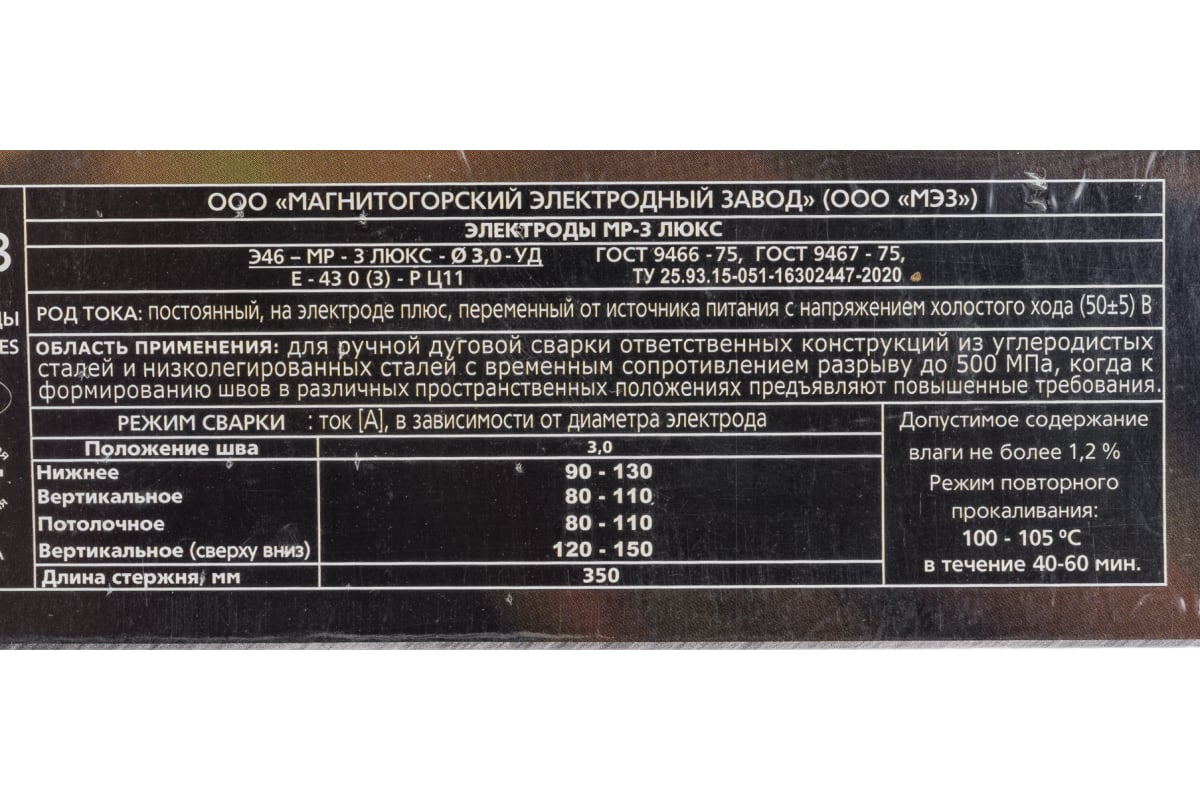 ООО «МАГНИТОГОРСКИЙ ЭЛЕКТРОДНЫЙ ЗАВОД» (ООО «МЭЗ»)
ЭЛЕКТРОДЫ МР-3 ЛЮКС
Э46 – МР - 3 ЛЮКС - Ø 3,0 - УД ГОСТ 9466 - 75, ГОСТ 9467 - 75,
Е - 43 0 (3) - Р Ц11 ТУ 25.93.15-051-16302447-2020
РОД ТОКА: постоянный, на электроде плюс, переменный от источника питания с напряжением холостого хода (50±5) В
ОБЛАСТЬ ПРИМЕНЕНИЯ: для ручной дуговой сварки ответственных конструкций из углеродистых
сталей и низколегированных сталей с временным сопротивлением разрыву до 500 МПа, когда к
формированию швов в различных пространственных положениях предъявляют повышенные требования.
РЕЖИМ СВАРКИ : ток [А], в зависимости от диаметра электрода
Положение шва 3,0
Нижнее 90 - 130
Вертикальное 80 - 110
Потолочное 80 - 110
Вертикальное (сверху вниз) 120 - 150
Длина стержня, мм 350
Допустимое содержание
влаги не более 1,2 %
Режим повторного
прокаливания:
100 - 105 ºС
в течение 40-60 мин.